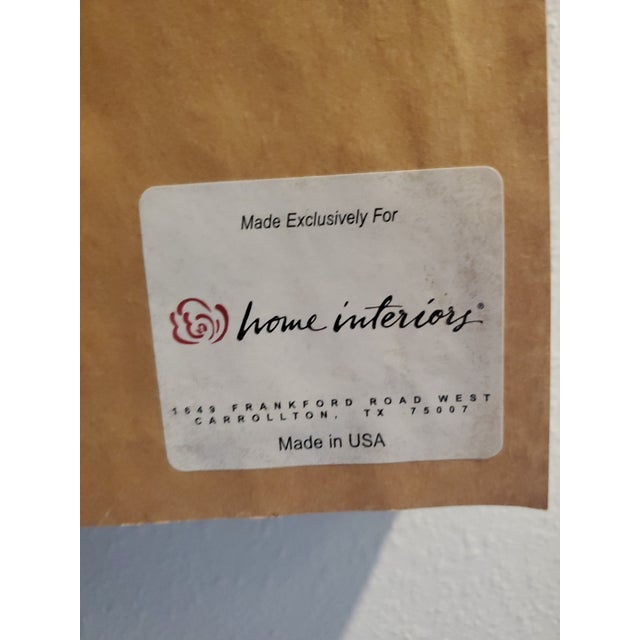 Made Exclusively For
home interiors®
1649 FRANKFORD ROAD WEST
CARROLLTON, TX 75007
Made in USA